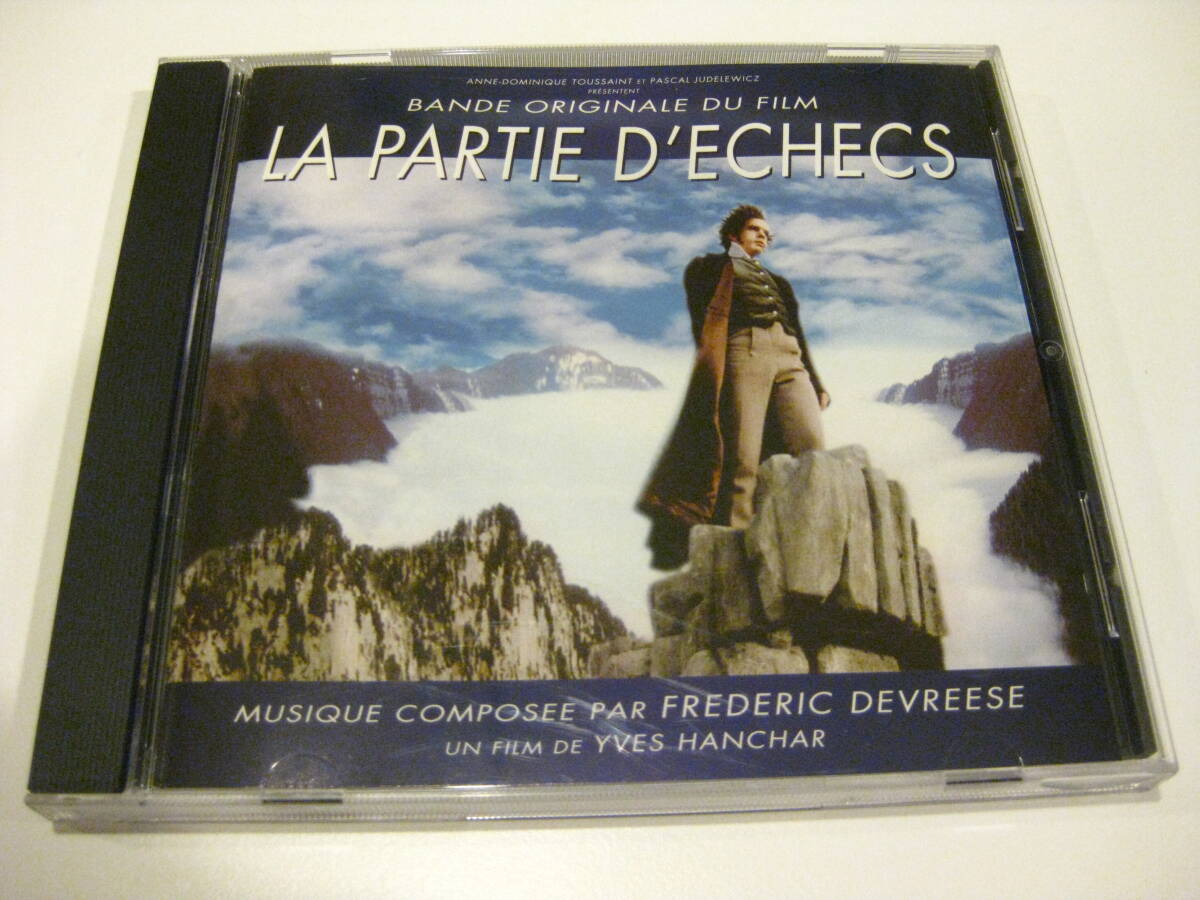 ANNE-DOMINIQUE TOUSSAINT ET PASCAL JUDELEWICZ
PRÉSENTENT
BANDE ORIGINALE DU FILM
LA PARTIE D'ECHECS
MUSIQUE COMPOSEE PAR FREDERIC DEVREESE
UN FILM DE YVES HANCHAR